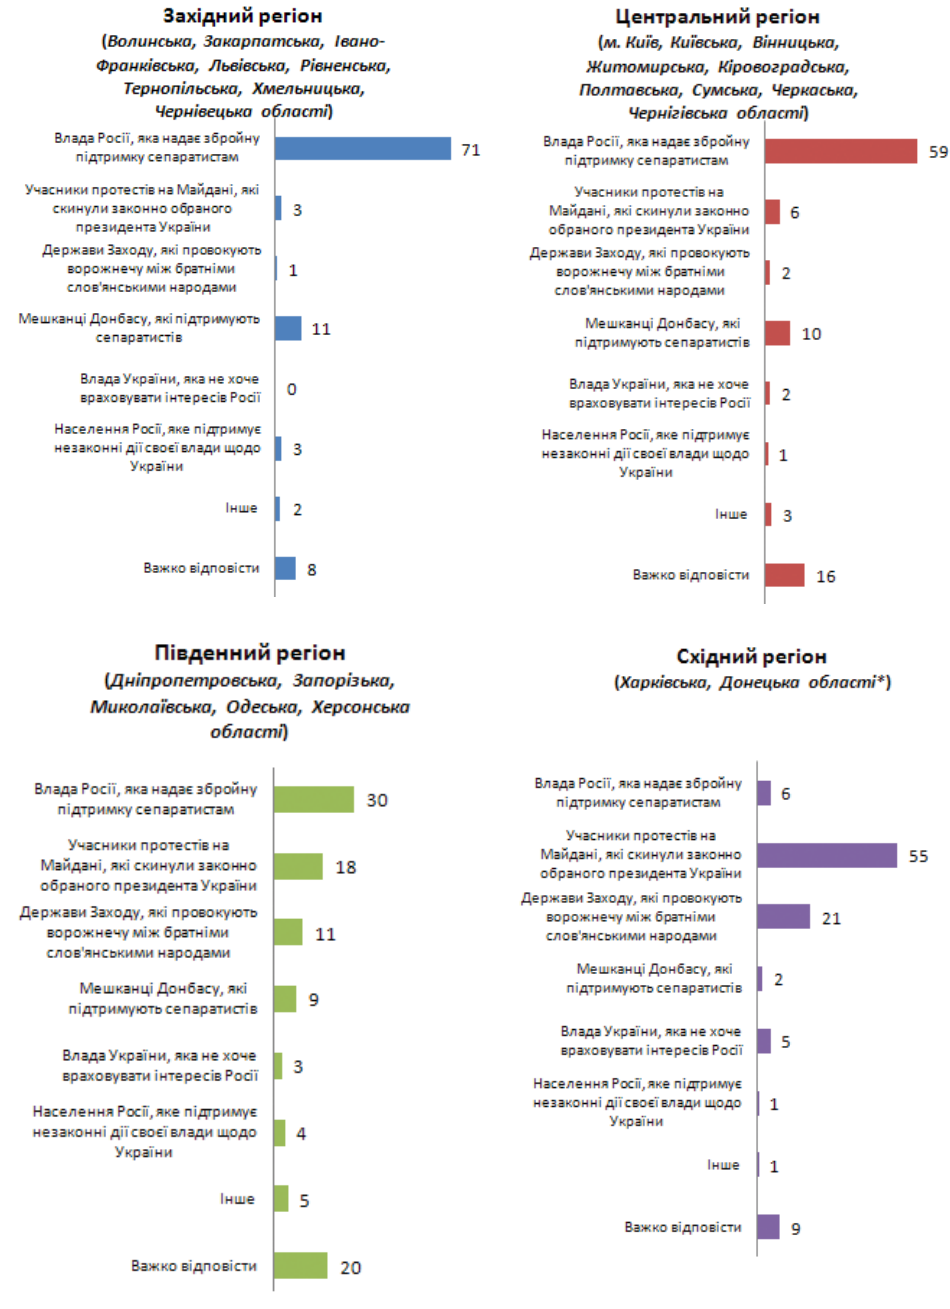 Західний регіон
(Волинська, Закарпатська, Івано-
Франківська, Львівська, Рівненська,
Тернопільська, Хмельницька,
Чернівецька області)
Влада Росії, яка надає збройну
підтримку сепаратистам
71
Учасники протестів на Майдані, які
скинули законно обраного
президента України
3
Держави Заходу, які провокують
ворожнечу між братніми
слов'янськими народами
1
Мешканці Донбасу, які підтримують
сепаратистів
11
Влада України, яка не хоче
враховувати інтересів Росії
0
Населення Росії, яке підтримує
незаконні дії своєї влади щодо
України
3
Інше
2
Важко відповісти
8
Центральний регіон
(м. Київ, Київська, Вінницька,
Житомирська, Кіровоградська,
Полтавська, Сумська, Черкаська,
Чернігівська області)
Влада Росії, яка надає збройну
підтримку сепаратистам
59
Учасники протестів на
Майдані, які скинули законно
обраного президента України
6
Держави Заходу, які провокують
ворожнечу між братніми
слов'янськими народами
2
Мешканці Донбасу, які
підтримують сепаратистів
10
Влада України, яка не хоче
враховувати інтересів Росії
2
Населення Росії, яке підтримує
незаконні дії своєї влади щодо
України
1
Інше
3
Важко відповісти
16
Південний регіон
(Дніпропетровська, Запорізька,
Миколаївська, Одеська, Херсонська
області)
Влада Росії, яка надає збройну
підтримку сепаратистам
30
Учасники протестів на
Майдані, які скинули законно
обраного президента України
18
Держави Заходу, які провокують
ворожнечу між братніми
слов'янськими народами
11
Мешканці Донбасу, які
підтримують сепаратистів
9
Влада України, яка не хоче
враховувати інтересів Росії
3
Населення Росії, яке підтримує
незаконні дії своєї влади щодо
України
4
Інше
5
Важко відповісти
20
Східний регіон
(Харківська, Донецька області*)
Влада Росії, яка надає збройну
підтримку сепаратистам
6
Учасники протестів на
Майдані, які скинули законно
обраного президента України
55
Держави Заходу, які провокують
ворожнечу між братніми
слов'янськими народами
21
Мешканці Донбасу, які
підтримують сепаратистів
2
Влада України, яка не хоче
враховувати інтересів Росії
5
Населення Росії, яке підтримує
незаконні дії своєї влади щодо
України
1
Інше
1
Важко відповісти
9